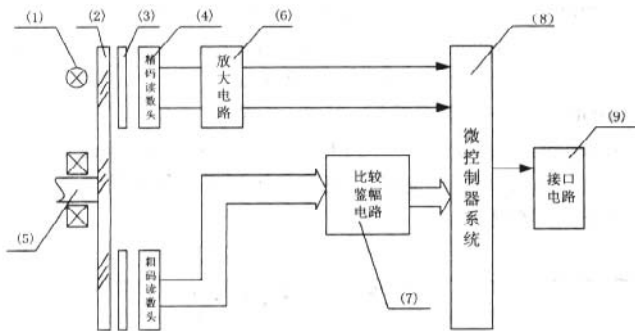 (1)
(2)
(3)
(4)
(6)
(8)
精码读数头
放大电路
(9)
微控制器系统
比较
鉴幅
电路
接口
电路
(5)
粗码读数头
(7)